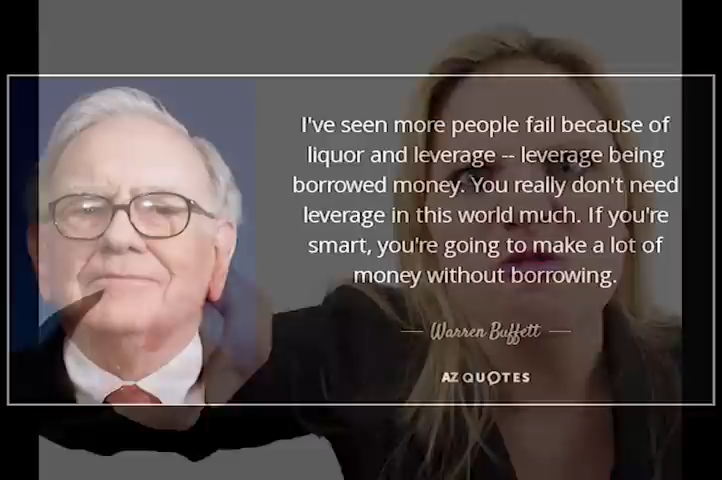 I've seen more people fail because of
liquor and leverage -- leverage being
borrowed money. You really don't need
leverage in this world much. If you're
smart, you're going to make a lot of
money without borrowing.
Warren Buffett
AZ QUOTES